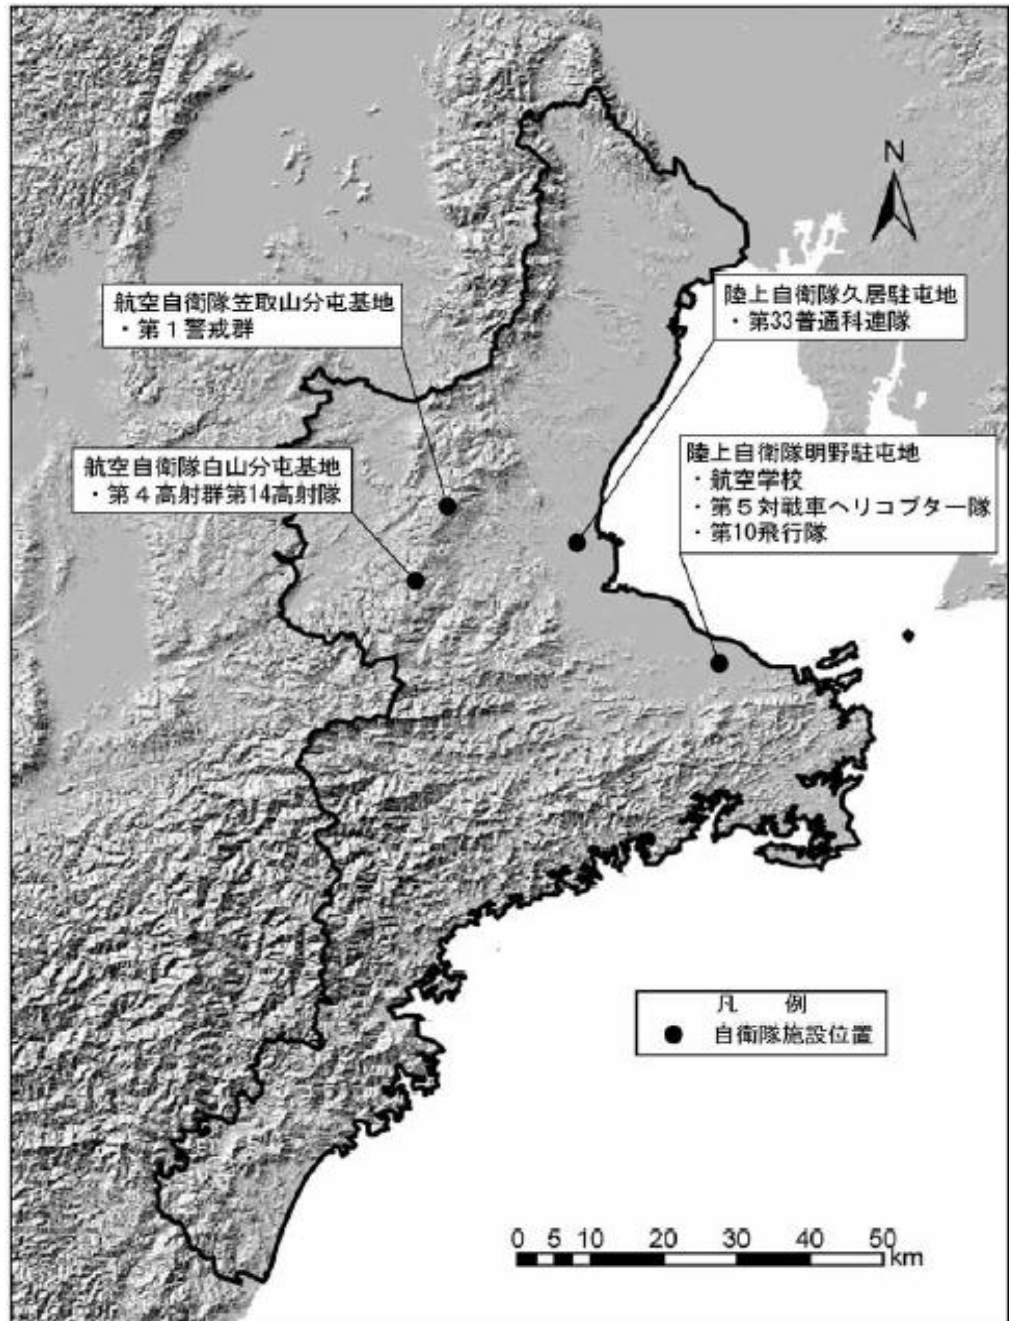 N
航空自衛隊笠取山分屯基地
・第１警戒群
陸上自衛隊久居駐屯地
・第33普通科連隊
航空自衛隊白山分屯基地
・第４高射群第14高射隊
陸上自衛隊明野駐屯地
・航空学校
・第５対戦車ヘリコプター隊
・第10飛行隊
凡 例
● 自衛隊施設位置
0 5 10 20 30 40 50
km